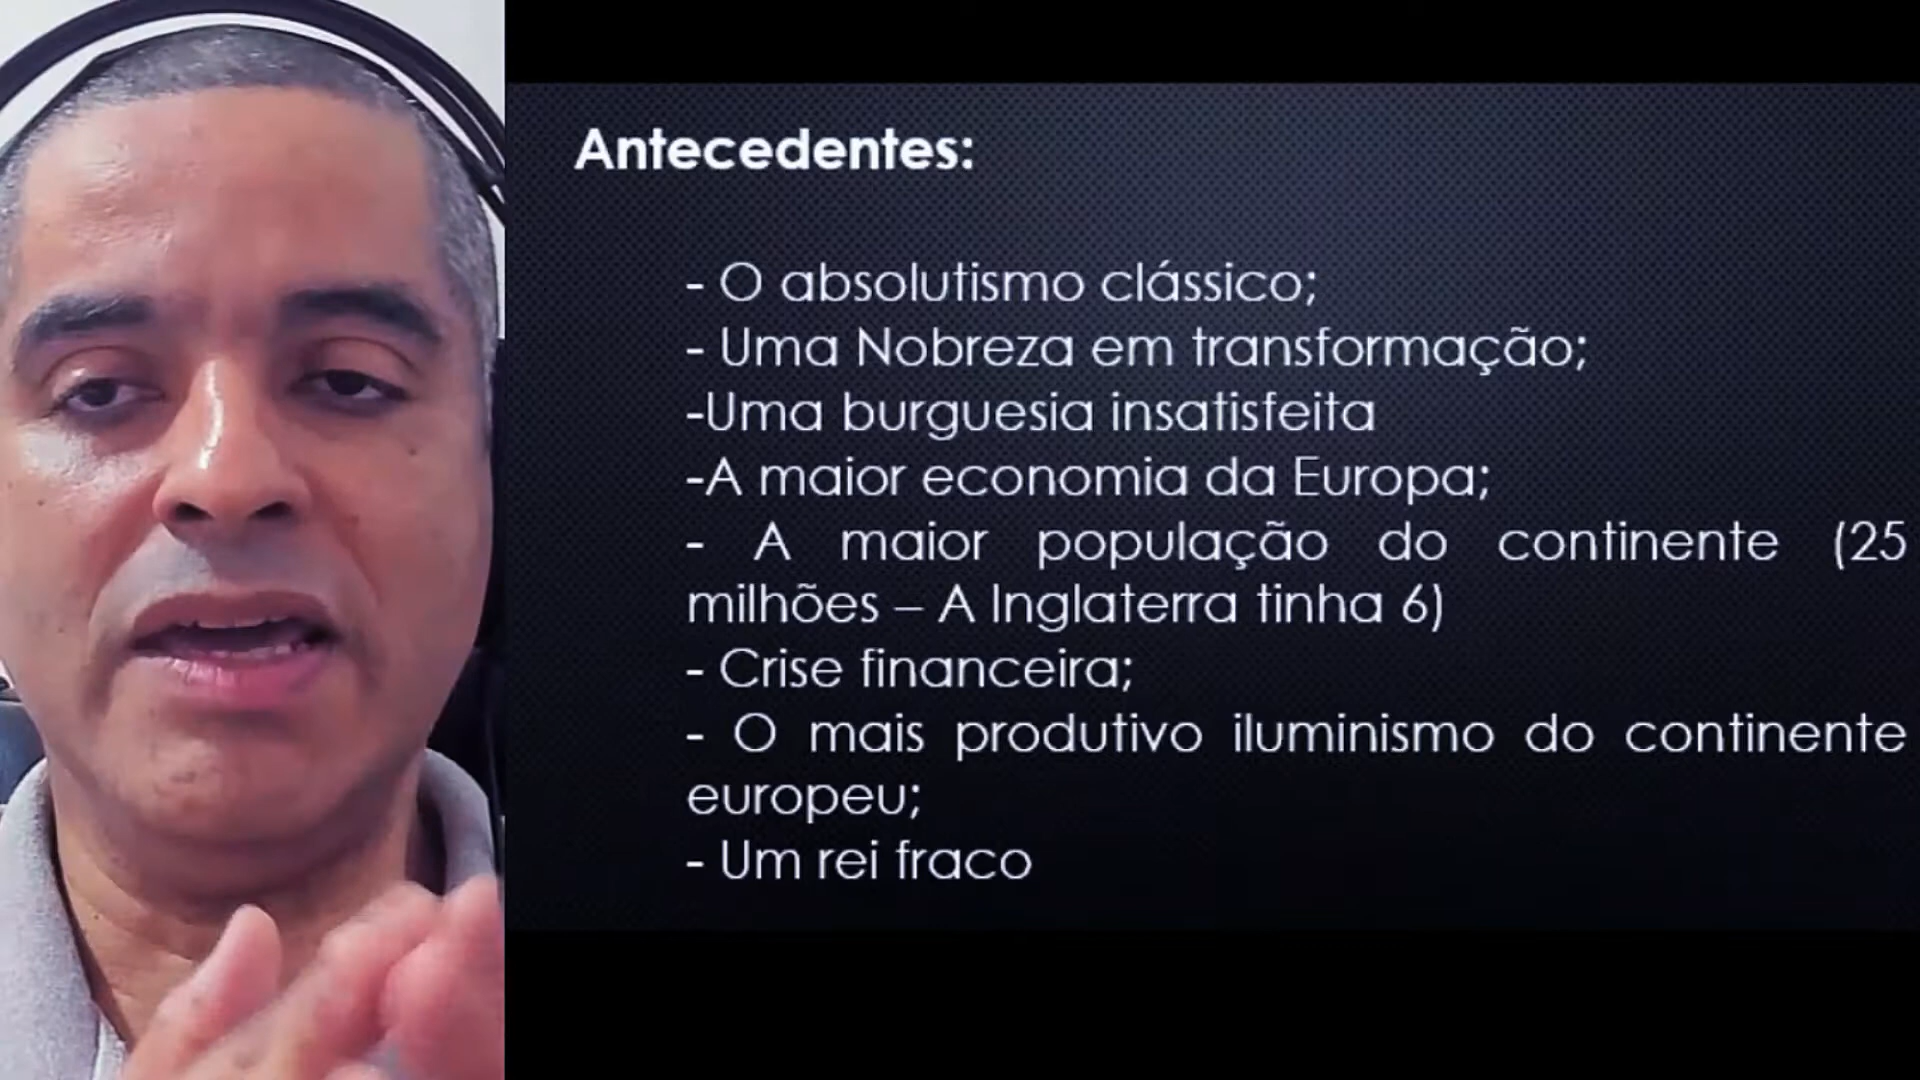 Antecedentes:
- O absolutismo clássico;
- Uma Nobreza em transformação;
-Uma burguesia insatisfeita
-A maior economia da Europa;
- A maior população do continente (25
milhões – A Inglaterra tinha 6)
- Crise financeira;
- O mais produtivo iluminismo do continente
europeu;
- Um rei fraco